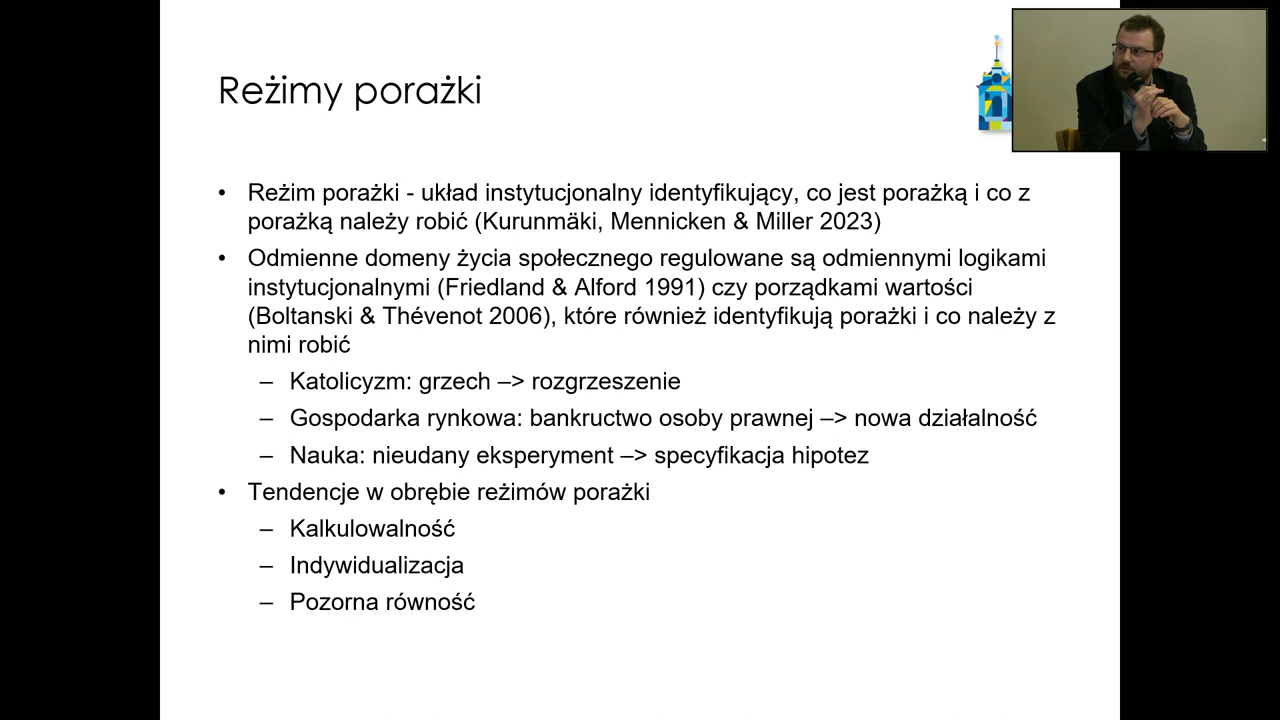 Reżimy porażki
• Reżim porażki - układ instytucjonalny identyfikujący, co jest porażką i co z
porażką należy robić (Kurunmäki, Mennicken & Miller 2023)
• Odmienne domeny życia społecznego regulowane są odmiennymi logikami
instytucjonalnymi (Friedland & Alford 1991) czy porządkami wartości
(Boltanski & Thévenot 2006), które również identyfikują porażki i co należy z
nimi robić
– Katolicyzm: grzech –> rozgrzeszenie
– Gospodarka rynkowa: bankructwo osoby prawnej –> nowa działalność
– Nauka: nieudany eksperyment –> specyfikacja hipotez
• Tendencje w obrębie reżimów porażki
– Kalkulowalność
– Indywidualizacja
– Pozorna równość